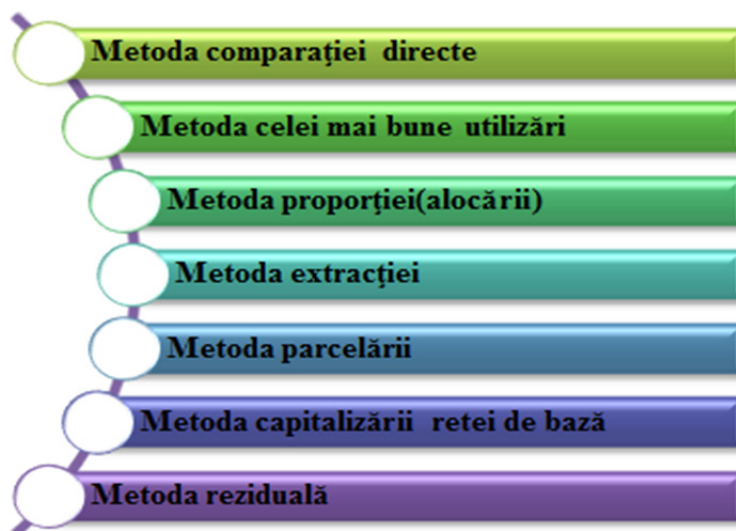 Metoda comparaţiei directe
Metoda celei mai bune utilizări
Metoda proporţiei(alocării)
Metoda extracţiei
Metoda parcelării
Metoda capitalizării retei de bază
Metoda reziduală